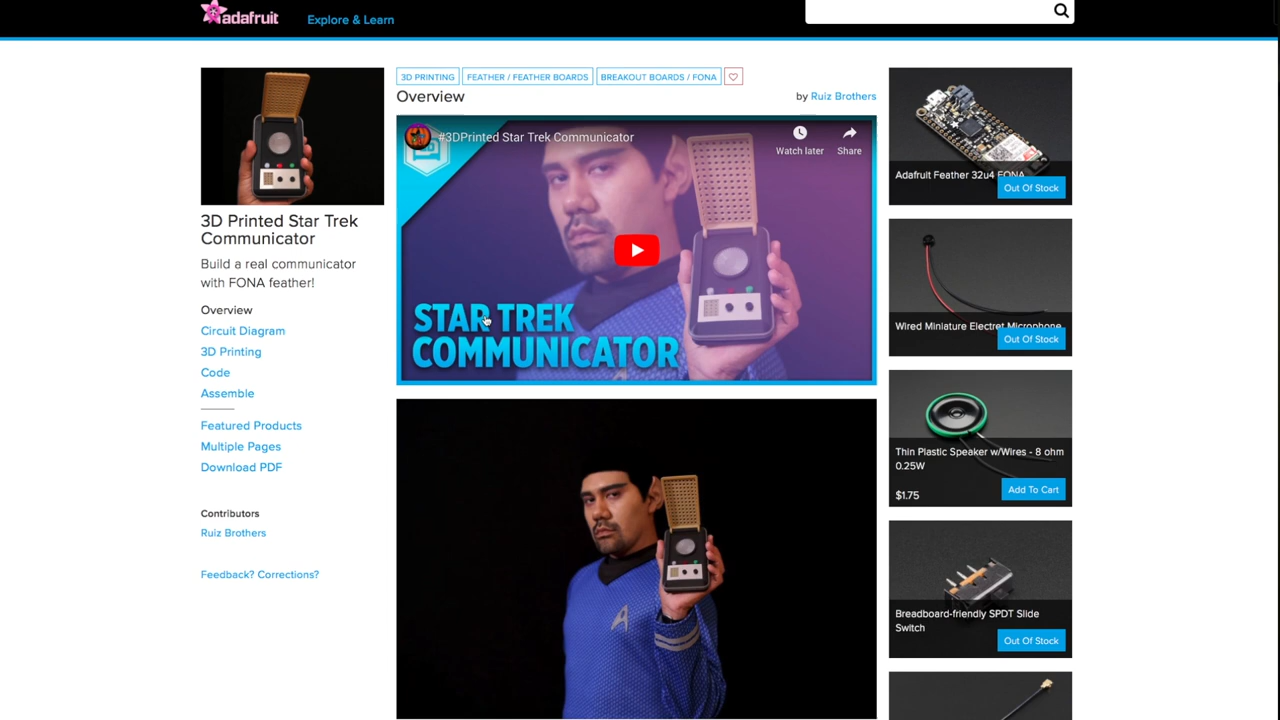 adafruit
Explore & Learn
3D Printed Star Trek
Communicator
Build a real communicator
with FONA feather!
Overview
Circuit Diagram
3D Printing
Code
Assemble
Featured Products
Multiple Pages
Download PDF
Contributors
Ruiz Brothers
Feedback? Corrections?
3D PRINTING
FEATHER / FEATHER BOARDS
BREAKOUT BOARDS / FONA
Overview
by Ruiz Brothers
#3DPrinted Star Trek Communicator
Watch later
Share
STAR TREK
COMMUNICATOR
Adafruit Feather 32u4 FONA
Out Of Stock
Wired Miniature Electret Microphone
Out Of Stock
Thin Plastic Speaker w/Wires - 8 ohm
0.25W
$1.75
Add To Cart
Breadboard-friendly SPDT Slide
Switch
Out Of Stock